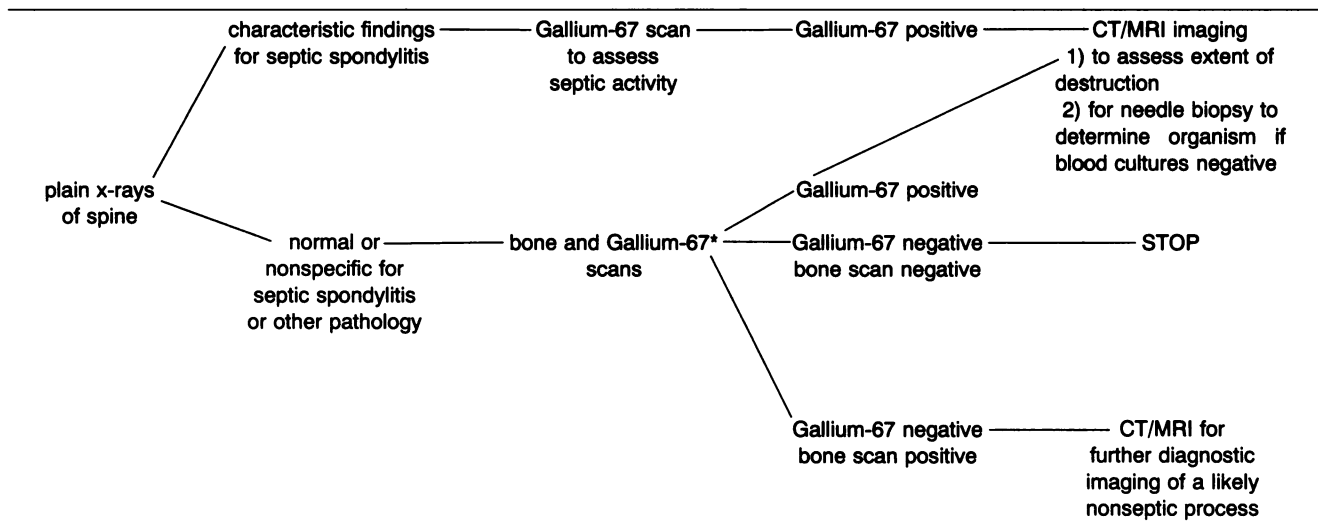 plain x-rays
of spine
characteristic findings
for septic spondylitis
Gallium-67 scan
to assess
septic activity
Gallium-67 positive
CT/MRI imaging
1) to assess extent of
destruction
2) for needle biopsy to
determine organism if
blood cultures negative
normal or
nonspecific for
septic spondylitis
or other pathology
bone and Gallium-67*
scans
Gallium-67 positive
Gallium-67 negative
bone scan negative
STOP
Gallium-67 negative
bone scan positive
CT/MRI for
further diagnostic
imaging of a likely
nonseptic process